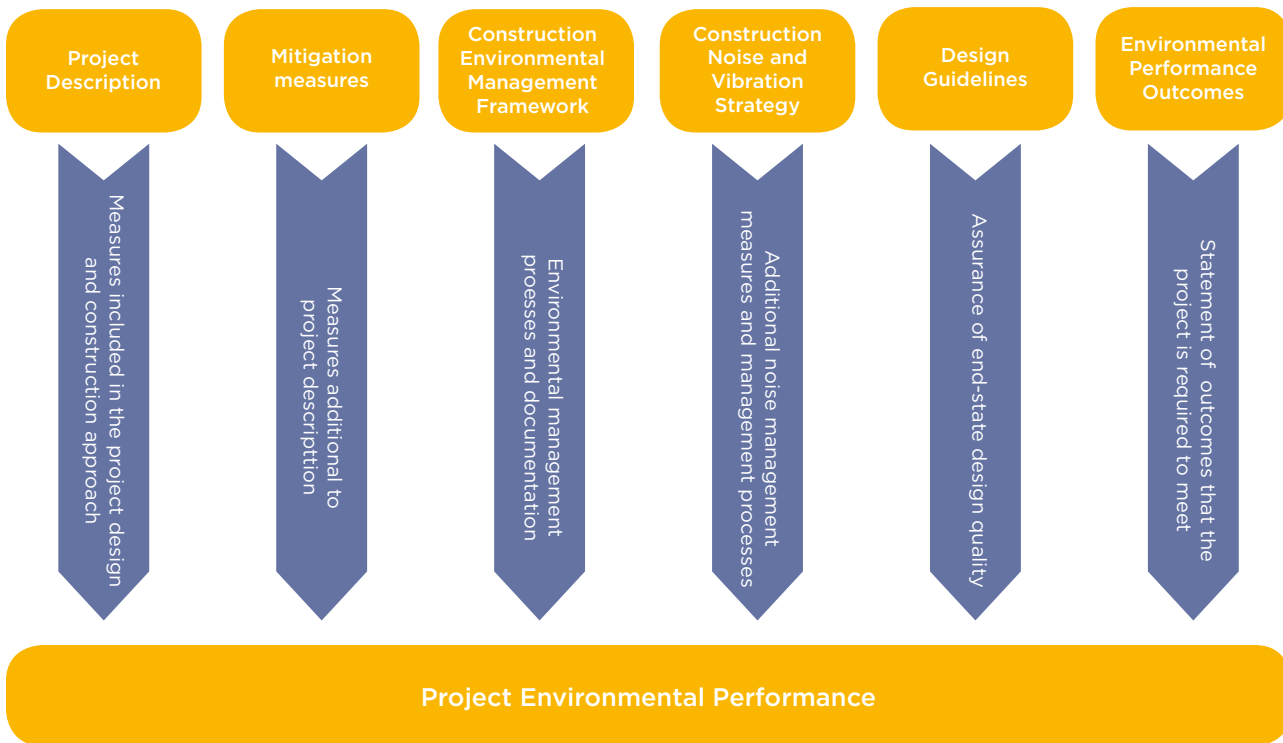 Project
Description
Mitigation
measures
Construction
Environmental
Management
Framework
Construction
Noise and
Vibration
Strategy
Design
Guidelines
Environmental
Performance
Outcomes
Measures included in the project design
and construction approach
Measures additional to
project descripttion
Environmental management
proesses and documentation
Additional noise management
measures and management processes
Assurance of end-state design quality
Statement of outcomes that the
project is required to meet
Project Environmental Performance